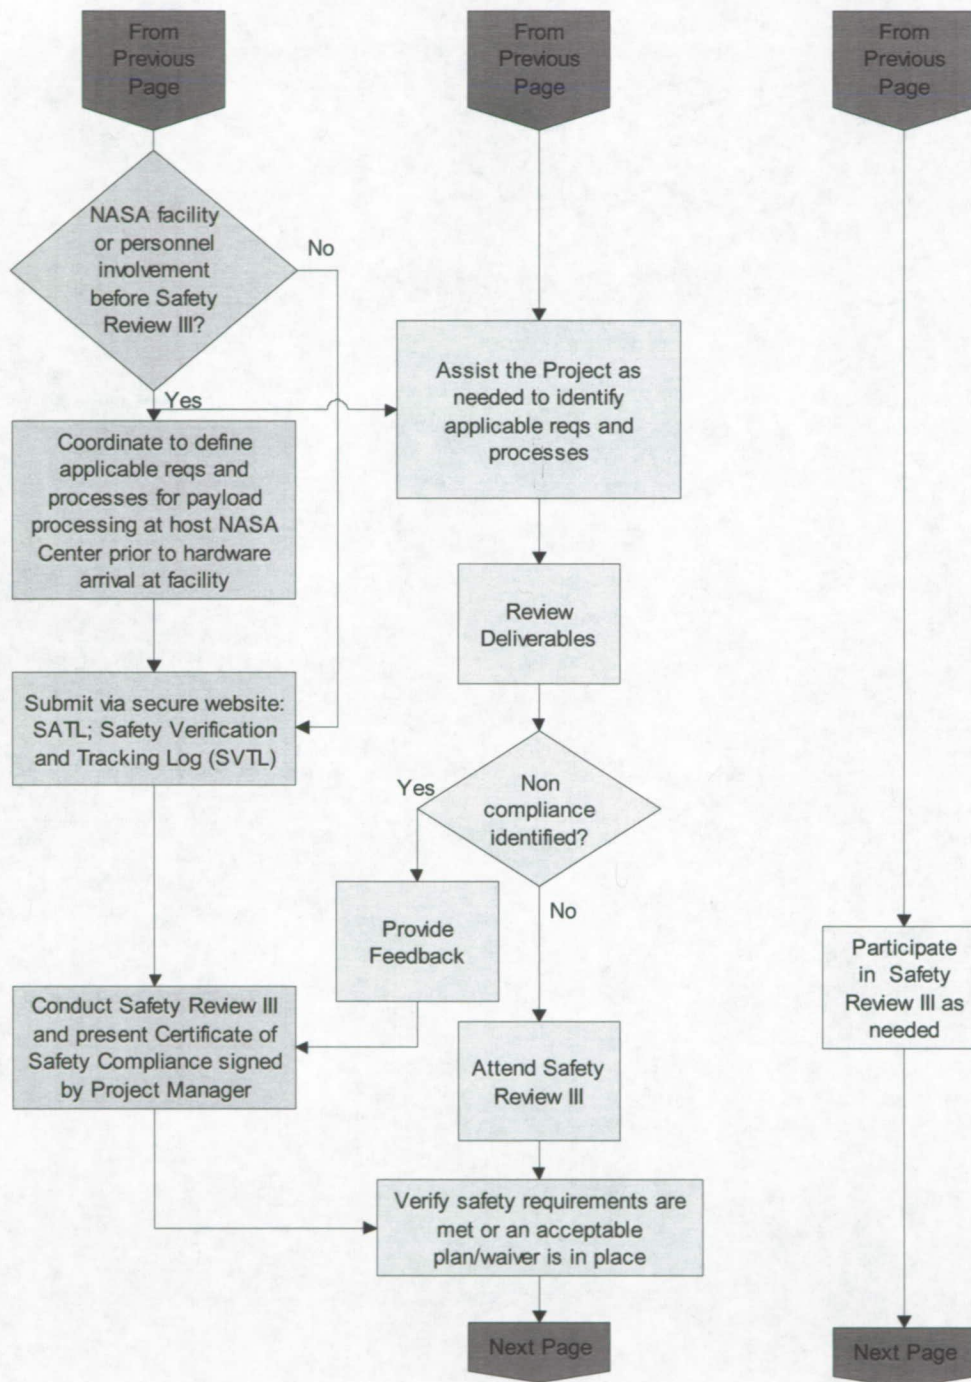 From
Previous
Page
From
Previous
Page
From
Previous
Page
NASA facility
or personnel
involvement
before Safety
Review III?
No
Yes
Assist the Project as
needed to identify
applicable reqs and
processes
Coordinate to define
applicable reqs and
processes for payload
processing at host NASA
Center prior to hardware
arrival at facility
Review
Deliverables
Submit via secure website:
SATL; Safety Verification
and Tracking Log (SVTL)
Yes
Non
compliance
identified?
No
Provide
Feedback
Participate
in Safety
Review III as
needed
Conduct Safety Review III
and present Certificate of
Safety Compliance signed
by Project Manager
Attend Safety
Review III
Verify safety requirements are
met or an acceptable
plan/waiver is in place
Next Page
Next Page